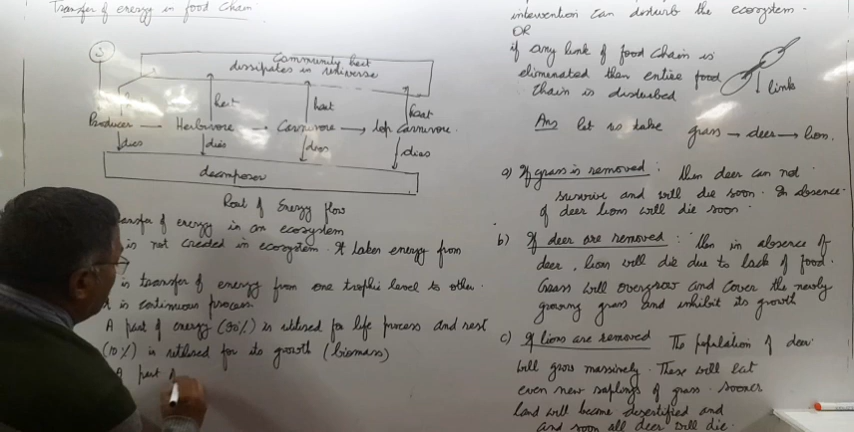 Transfer of energy in food chain
S
Community heat
dissipates in universe
heat
heat
heat
Producer Herbivore Carnivore top carnivore.
dies
dies
dies
dies
decomposer
Rout of Energy flow
ansfer of energy in an ecosystem
is not created in ecosystem. It takes energy from
is transfer of energy from one trophic level to other.
it is continuous process
A part of energy (90%) is utilised for life process and rest
(10%) is utilised for its growth (biomass)
A part of
intervention can disturb the ecosystem.
OR
if any link of food chain is
eliminated then entire food
chain is disturbed
link
Ans let us take grass → deer → lion.
a) If grass is removed : then deer can not
survive and will die soon. In absence
of deer lions will die soon.
b) If deer are removed : then in absence of
deer, lion will die due to lack of food.
Grass will overgrow and cover the newly
growing grass and inhibit its growth
c) If lions are removed The population of deer
will grow massively. These will eat
even new saplings of grass. sooner
land will become desertified and
and soon all deer will die.